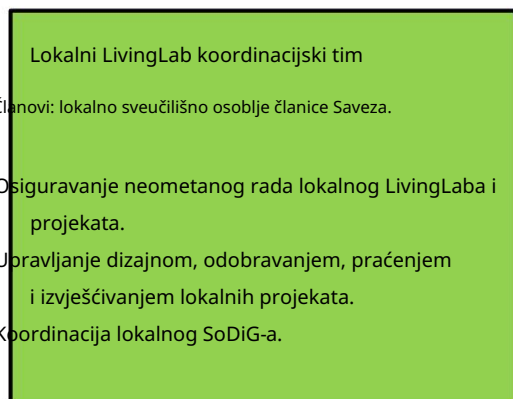 Lokalni LivingLab koordinacijski tim
Članovi: lokalno sveučilišno osoblje članice Saveza.
Osiguravanje neometanog rada lokalnog LivingLaba i
projekata.
Upravljanje dizajnom, odobravanjem, praćenjem
i izvješćivanjem lokalnih projekata.
Koordinacija lokalnog SoDiG-a.